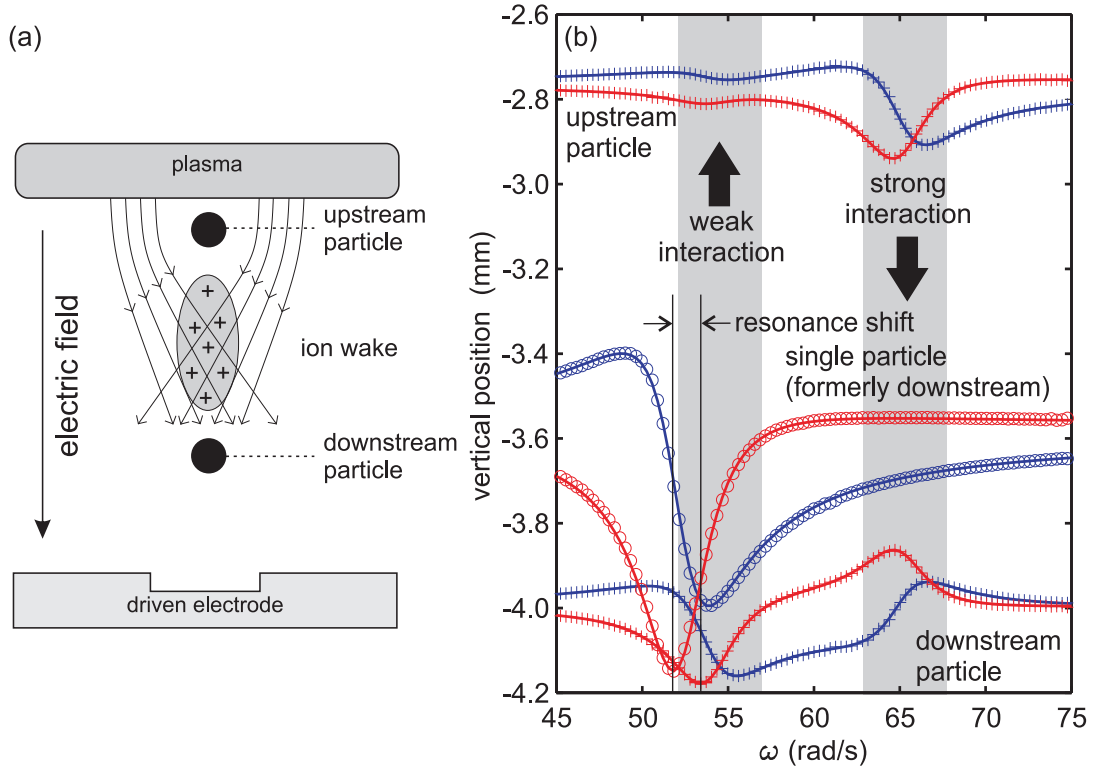 (a)
plasma
upstream
particle
electric field
+
+ +
+
+ +
+
ion wake
downstream
particle
driven electrode
(b)
vertical position (mm)
-2.6
-2.8
-3.0
-3.2
-3.4
-3.6
-3.8
-4.0
-4.2
upstream
particle
weak
interaction
strong
interaction
resonance shift
single particle
(formerly downstream)
downstream
particle
45 50 55 60 65 70 75
ω (rad/s)